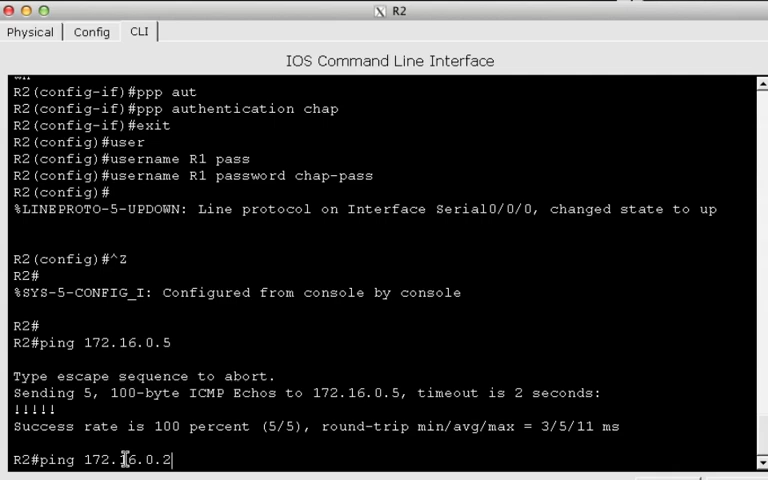 R2
Physical
Config
CLI
IOS Command Line Interface
R2(config-if)#ppp aut
R2(config-if)#ppp authentication chap
R2(config-if)#exit
R2(config)#user
R2(config)#username R1 pass
R2(config)#username R1 password chap-pass
R2(config)#
%LINEPROTO-5-UPDOWN: Line protocol on Interface Serial0/0/0, changed state to up
R2(config)#^Z
R2#
%SYS-5-CONFIG_I: Configured from console by console
R2#
R2#ping 172.16.0.5
Type escape sequence to abort.
Sending 5, 100-byte ICMP Echos to 172.16.0.5, timeout is 2 seconds:
!!!!!
Success rate is 100 percent (5/5), round-trip min/avg/max = 3/5/11 ms
R2#ping 172.16.0.2